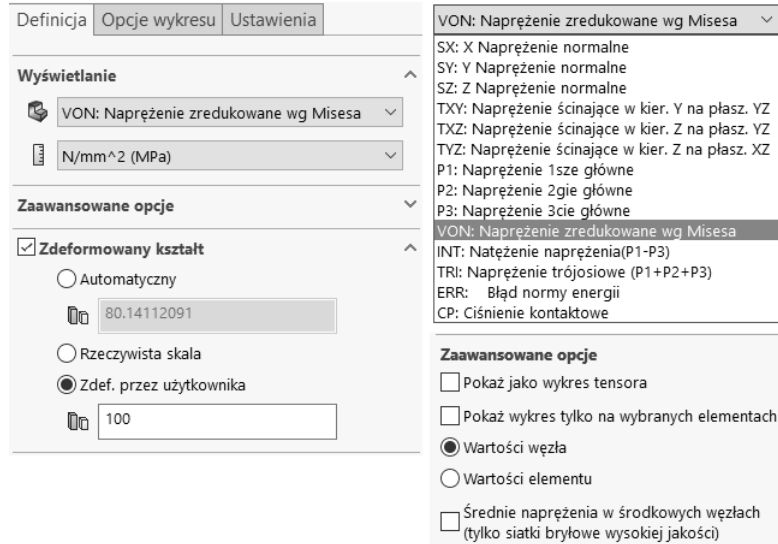 Definicja Opcje wykresu Ustawienia
Wyświetlanie
VON: Naprężenie zredukowane wg Misesa
N/mm^2 (MPa)
Zaawansowane opcje
Zdeformowany kształt
Automatyczny
80.14112091
Rzeczywista skala
Zdef. przez użytkownika
100
VON: Naprężenie zredukowane wg Misesa
SX: X Naprężenie normalne
SY: Y Naprężenie normalne
SZ: Z Naprężenie normalne
TXY: Naprężenie ścinające w kier. Y na płasz. YZ
TXZ: Naprężenie ścinające w kier. Z na płasz. YZ
TYZ: Naprężenie ścinające w kier. Z na płasz. XZ
P1: Naprężenie 1sze główne
P2: Naprężenie 2gie główne
P3: Naprężenie 3cie główne
VON: Naprężenie zredukowane wg Misesa
INT: Natężenie naprężenia(P1-P3)
TRI: Naprężenie trójosiowe (P1+P2+P3)
ERR: Błąd normy energii
CP: Ciśnienie kontaktowe
Zaawansowane opcje
Pokaż jako wykres tensora
Pokaż wykres tylko na wybranych elementach
Wartości węzła
Wartości elementu
Średnie naprężenia w środkowych węzłach
(tylko siatki bryłowe wysokiej jakości)